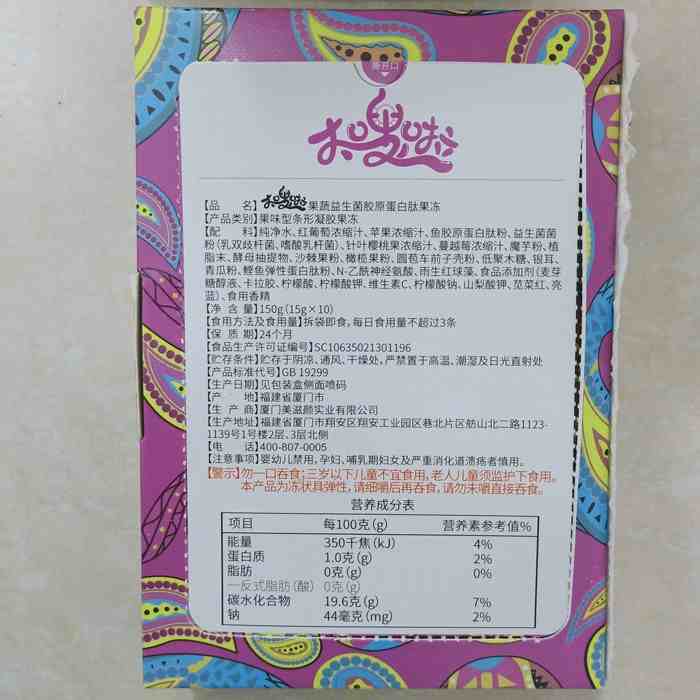 撕开口
【品 名】果蔬益生菌胶原蛋白肽果冻
【产品类别】果味型条形凝胶果冻
【配 料】纯净水、红葡萄浓缩汁、苹果浓缩汁、鱼胶原蛋白粉、益生菌菌
粉(乳双歧杆菌、嗜酸乳杆菌)、针叶樱桃果浓缩汁、蔓越莓浓缩汁、魔芋粉、植
脂末、酵母抽提物、沙棘果粉、橄榄果粉、圆苞车前子壳粉、低聚木糖、银耳、
青瓜粉、鲣鱼弹性蛋白肽粉、N-乙酰神经氨酸、雨生红球藻、食品添加剂(麦芽
糖醇液、卡拉胶、柠檬酸、柠檬酸钾、维生素C、柠檬酸钠、山梨酸钾、苋菜红、亮
蓝)、食用香精
【净 含 量】150g(15g×10)
【食用方法及食用量】拆袋即食,每日食用量不超过3条
【保 质 期】24个月
【食品生产许可证编号】SC10635021301196
【贮存条件】贮存于阴凉、通风、干燥处,严禁置于高温、潮湿及日光直射处
【产品标准代号】GB 19299
【生产日期】见包装盒侧面喷码
【产 地】福建省厦门市
【生 产 商】厦门美滋颜实业有限公司
【生产地址】福建省厦门市翔安区翔安工业园区巷北片区舫山北二路1123-
1139号1号楼2层、3层北侧
【电 话】400-807-0005
【注意事项】婴幼儿禁用,孕妇、哺乳期妇女及严重消化道溃疡者慎用。
【警示】勿一口吞食;三岁以下儿童不宜食用,老人儿童须监护下食用。
本产品为冻状具弹性,请细嚼后再吞食,请勿未嚼直接吞食。
营养成分表
项目 每100克(g) 营养素参考值%
能量 350千焦(kJ) 4%
蛋白质 1.0克(g) 2%
脂肪 0克(g) 0%
—反式脂肪(酸) 0克(g)
碳水化合物 19.6克(g) 7%
钠 44毫克(mg) 2%